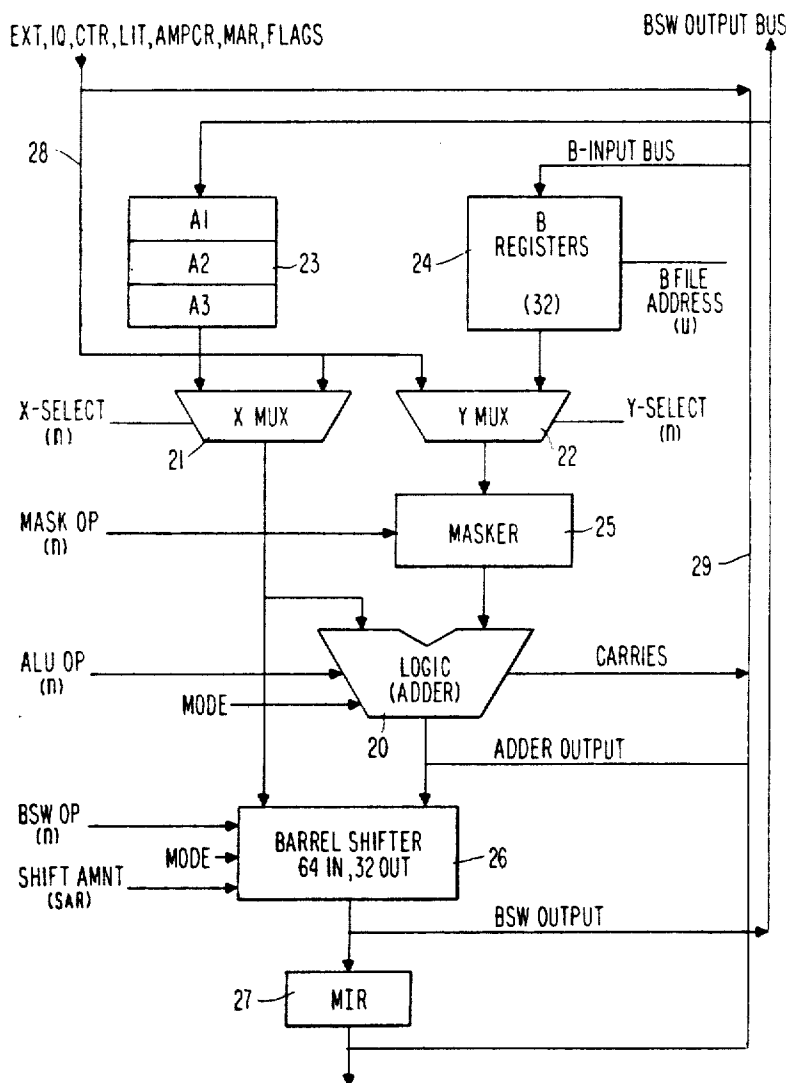 EXT, IO, CTR, LIT, AMPCR, MAR, FLAGS
BSW OUTPUT BUS
28
B-INPUT BUS
A1
A2
A3
23
24
B
REGISTERS
(32)
B FILE
ADDRESS
(u)
X-SELECT
(n)
X MUX
21
Y MUX
22
Y-SELECT
(n)
MASK OP
(n)
MASKER
25
29
ALU OP
(n)
MODE
LOGIC
(ADDER)
20
CARRIES
ADDER OUTPUT
BSW OP
(n)
MODE
SHIFT AMNT
(SAR)
BARREL SHIFTER
64 IN, 32 OUT
26
BSW OUTPUT
27
MIR